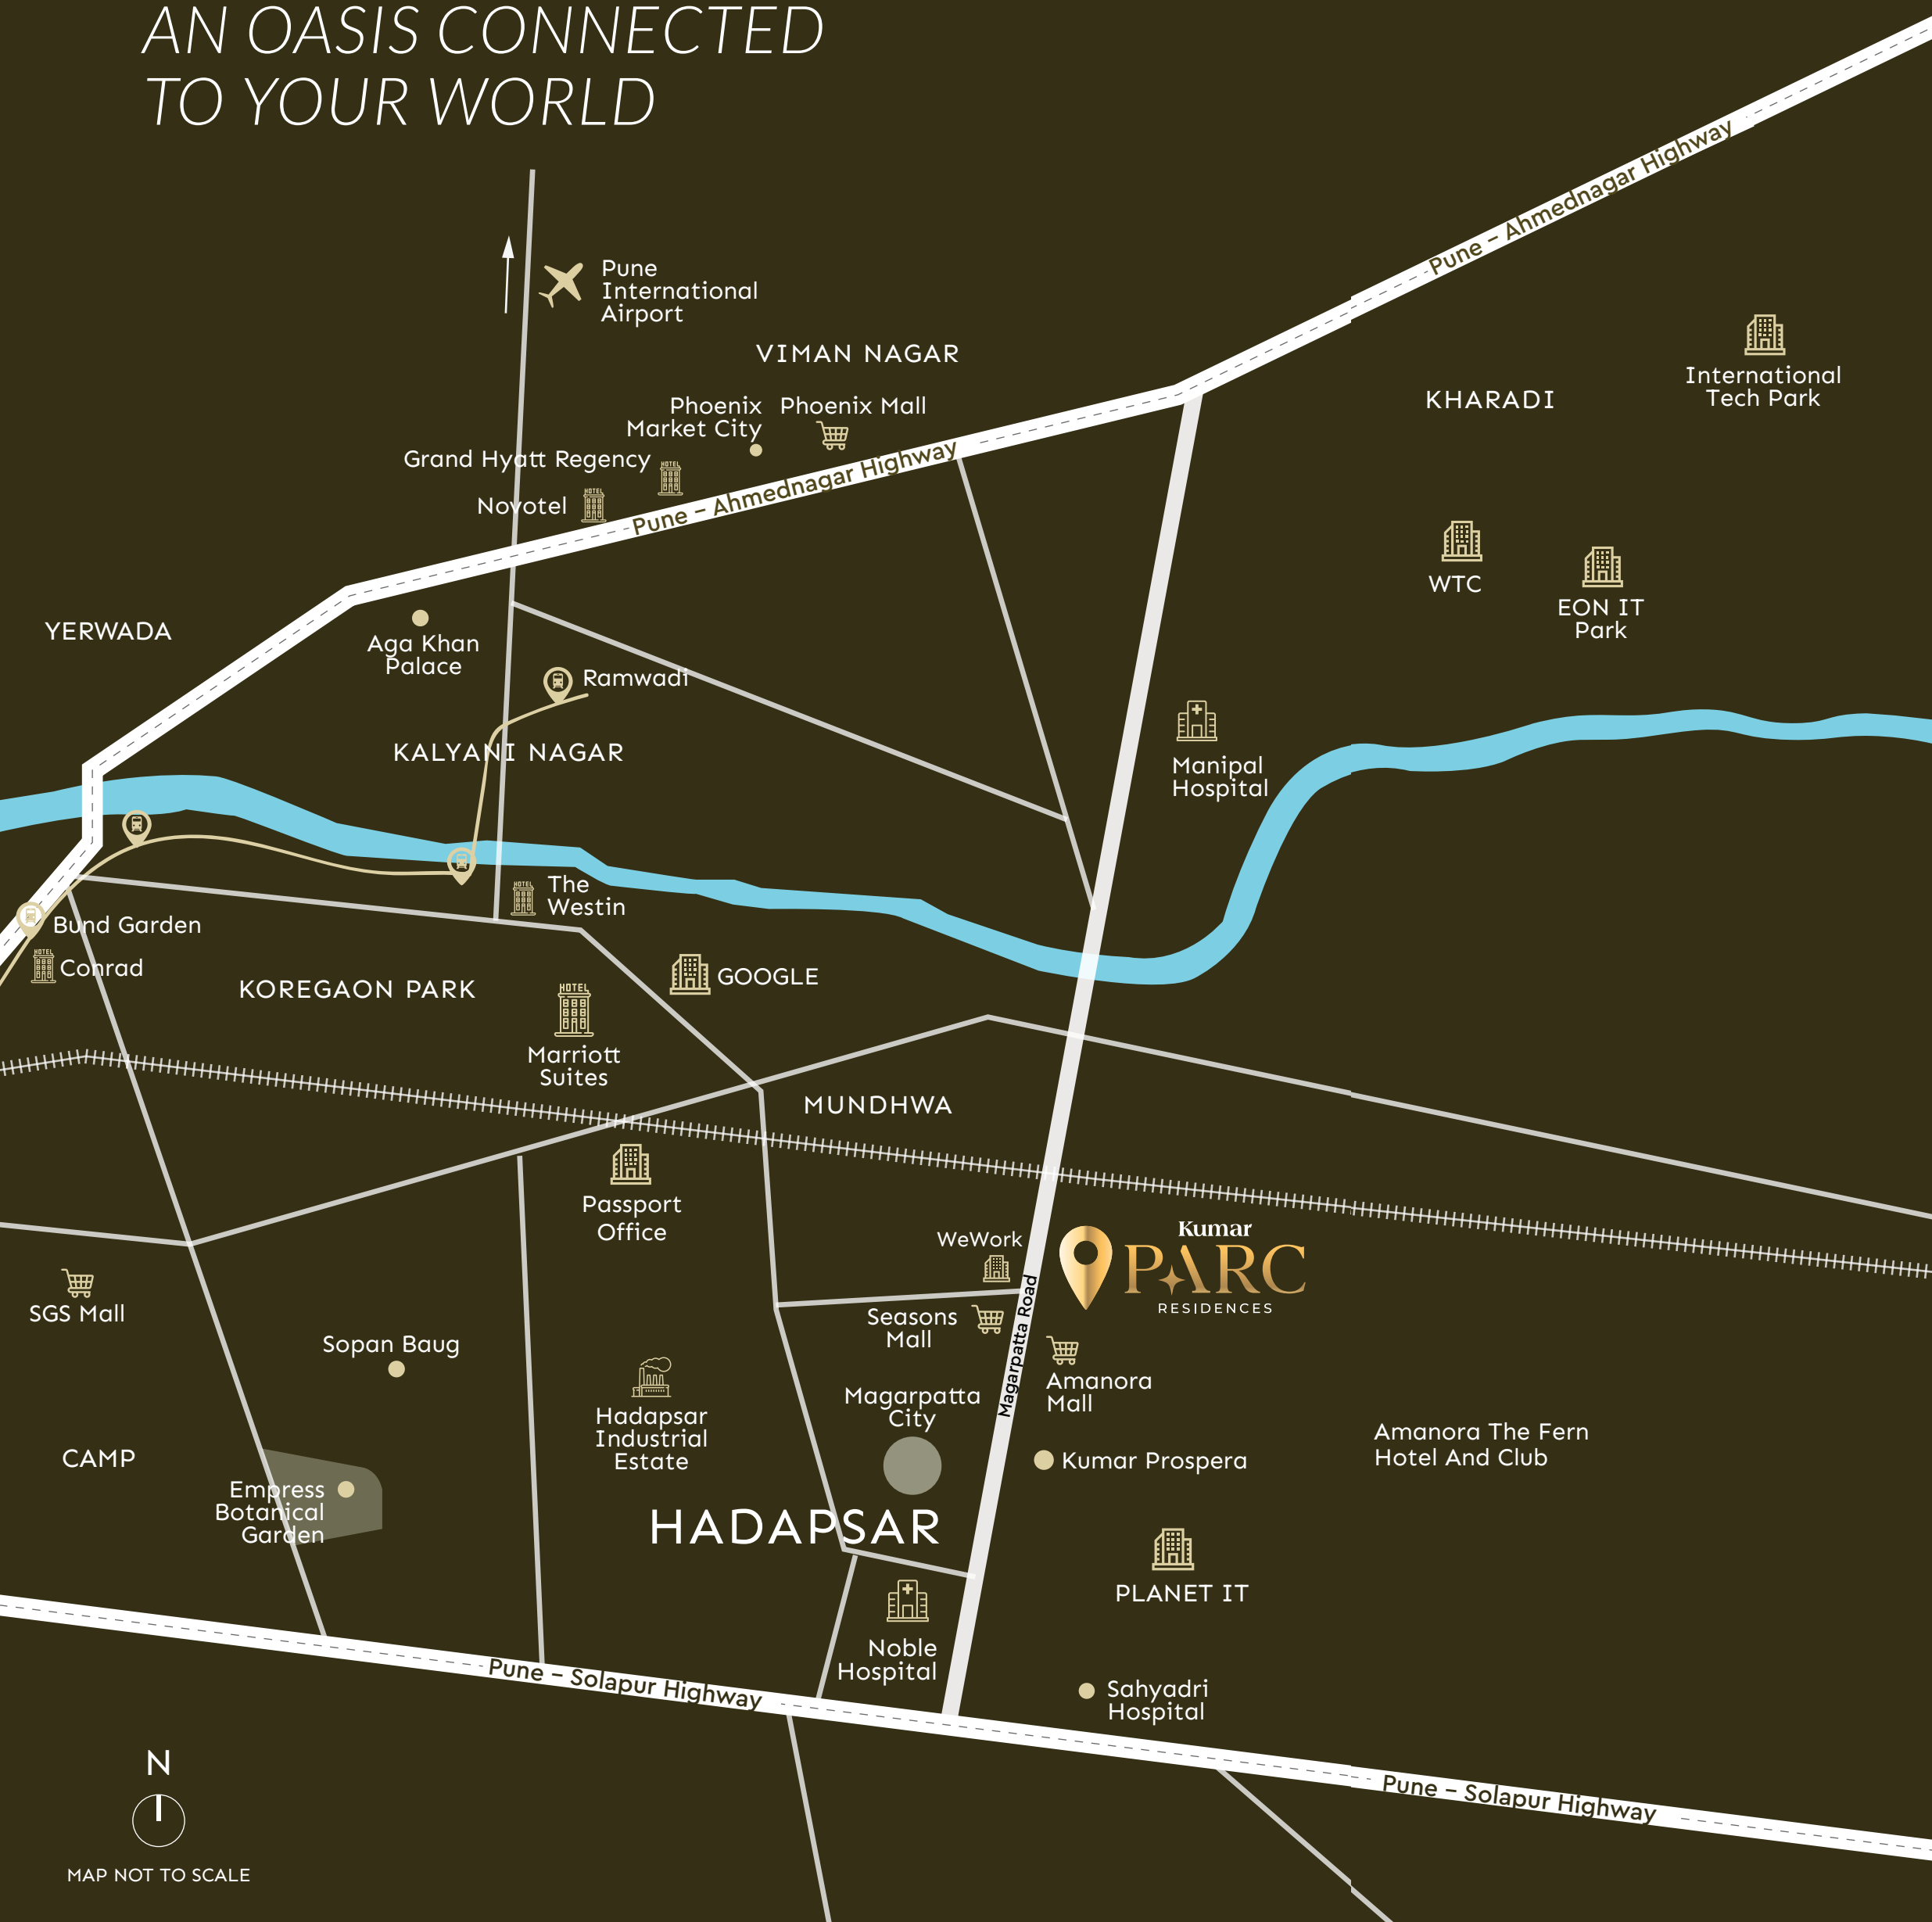 AN OASIS CONNECTED
TO YOUR WORLD
Pune – Ahmednagar Highway
Pune
International
Airport
VIMAN NAGAR
International
Tech Park
KHARADI
Phoenix
Market City
Phoenix Mall
Grand Hyatt Regency
HOTEL
Novotel
HOTEL
Pune – Ahmednagar Highway
WTC
EON IT
Park
YERWADA
Aga Khan
Palace
Ramwadi
KALYANI NAGAR
Manipal
Hospital
HOTEL
The
Westin
Bund Garden
HOTEL
Conrad
KOREGAON PARK
GOOGLE
HOTEL
Marriott
Suites
MUNDHWA
Passport
Office
WeWork
Kumar
PARC
RESIDENCES
SGS Mall
Seasons
Mall
Magarpatta Road
Sopan Baug
Amanora
Mall
Magarpatta
City
Hadapsar
Industrial
Estate
Amanora The Fern
Hotel And Club
CAMP
Kumar Prospera
Empress
Botanical
Garden
HADAPSAR
PLANET IT
Noble
Hospital
Pune – Solapur Highway
Sahyadri
Hospital
N
Pune – Solapur Highway
MAP NOT TO SCALE